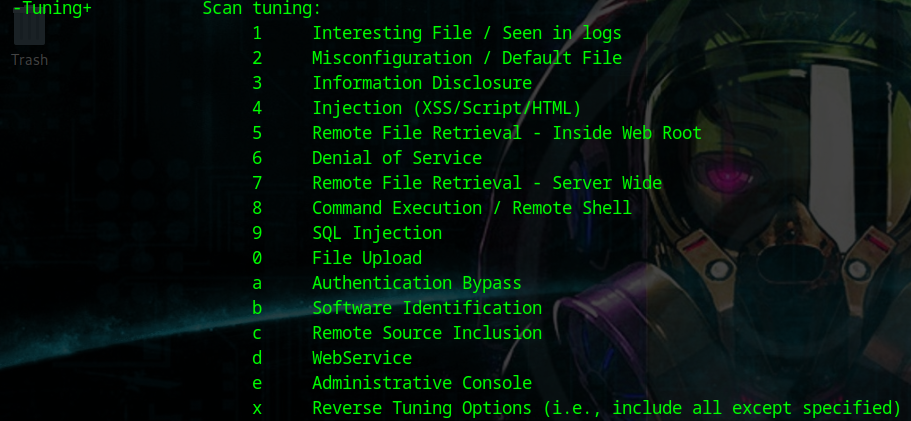 -Tuning+ Scan tuning:
1 Interesting File / Seen in logs
2 Misconfiguration / Default File
Trash
3 Information Disclosure
4 Injection (XSS/Script/HTML)
5 Remote File Retrieval - Inside Web Root
6 Denial of Service
7 Remote File Retrieval - Server Wide
8 Command Execution / Remote Shell
9 SQL Injection
0 File Upload
a Authentication Bypass
b Software Identification
c Remote Source Inclusion
d WebService
e Administrative Console
x Reverse Tuning Options (i.e., include all except specified)